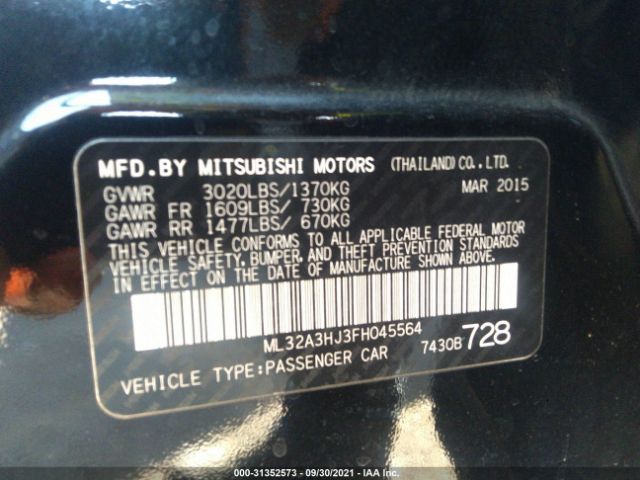 MFD.BY MITSUBISHI MOTORS (THAILAND)CO.,LTD.
GVWR 3020LBS/1370KG MAR 2015
GAWR FR 1609LBS/ 730KG
GAWR RR 1477LBS/ 670KG
THIS VEHICLE CONFORMS TO ALL APPLICABLE FEDERAL MOTOR
VEHICLE SAFETY, BUMPER, AND THEFT PREVENTION STANDARDS
IN EFFECT ON THE DATE OF MANUFACTURE SHOWN ABOVE.
ML32A3HJ3FH045564
VEHICLE TYPE:PASSENGER CAR 7430B 728
000-31352573 - 09/30/2021 - IAA Inc.